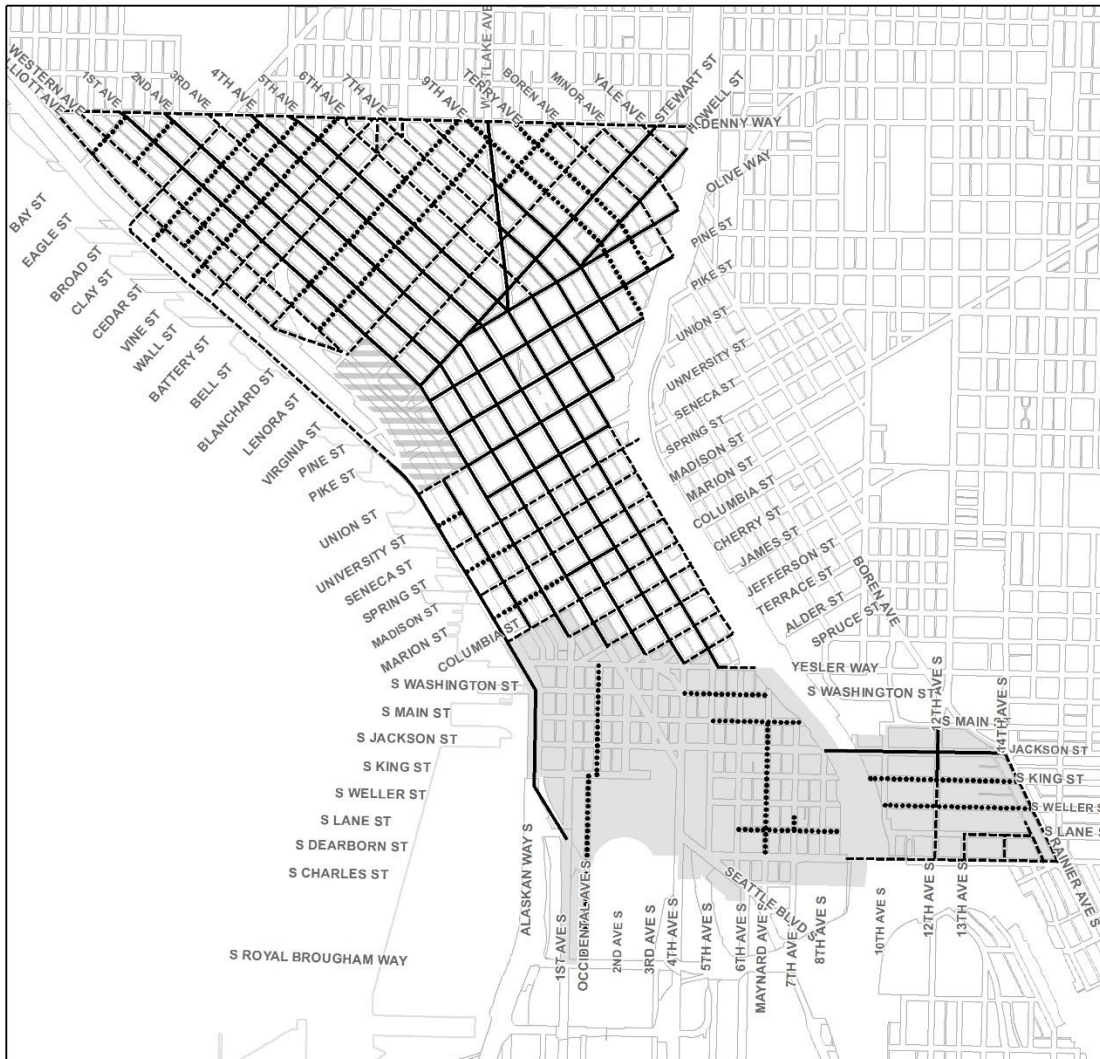 WESTERN AVE
ELLIOTT AVE
1ST AVE
2ND AVE
3RD AVE
4TH AVE
5TH AVE
6TH AVE
7TH AVE
9TH AVE
WESTLAKE AVE
TERRY AVE
BOREN AVE
MINOR AVE
YALE AVE
STEWART ST
HOWELL ST
DENNY WAY
OLIVE WAY
PINE ST
PIKE ST
UNION ST
UNIVERSITY ST
SENECA ST
SPRING ST
MADISON ST
MARION ST
COLUMBIA ST
CHERRY ST
JAMES ST
JEFFERSON ST
TERRACE ST
ALDER ST
SPRUCE ST
BOREN AVE
YESLER WAY
BAY ST
EAGLE ST
BROAD ST
CLAY ST
CEDAR ST
VINE ST
WALL ST
BATTERY ST
BELL ST
BLANCHARD ST
LENORA ST
VIRGINIA ST
PINE ST
PIKE ST
UNION ST
UNIVERSITY ST
SENECA ST
SPRING ST
MADISON ST
MARION ST
COLUMBIA ST
S WASHINGTON ST
S MAIN ST
S JACKSON ST
S KING ST
S WELLER ST
S LANE ST
S DEARBORN ST
S CHARLES ST
S ROYAL BROUGHAM WAY
S WASHINGTON ST
12TH AVE S
S MAIN S
14TH AVE S
JACKSON ST
S KING ST
S WELLER S
S LANE S
RAINIER AVE S
ALASKAN WAY S
1ST AVE S
OCCIDENTAL AVE S
2ND AVE S
3RD AVE S
4TH AVE S
5TH AVE S
6TH AVE S
MAYNARD AVE S
7TH AVE
8TH AVE S
SEATTLE BLVD S
10TH AVE S
12TH AVE S
13TH AVE S